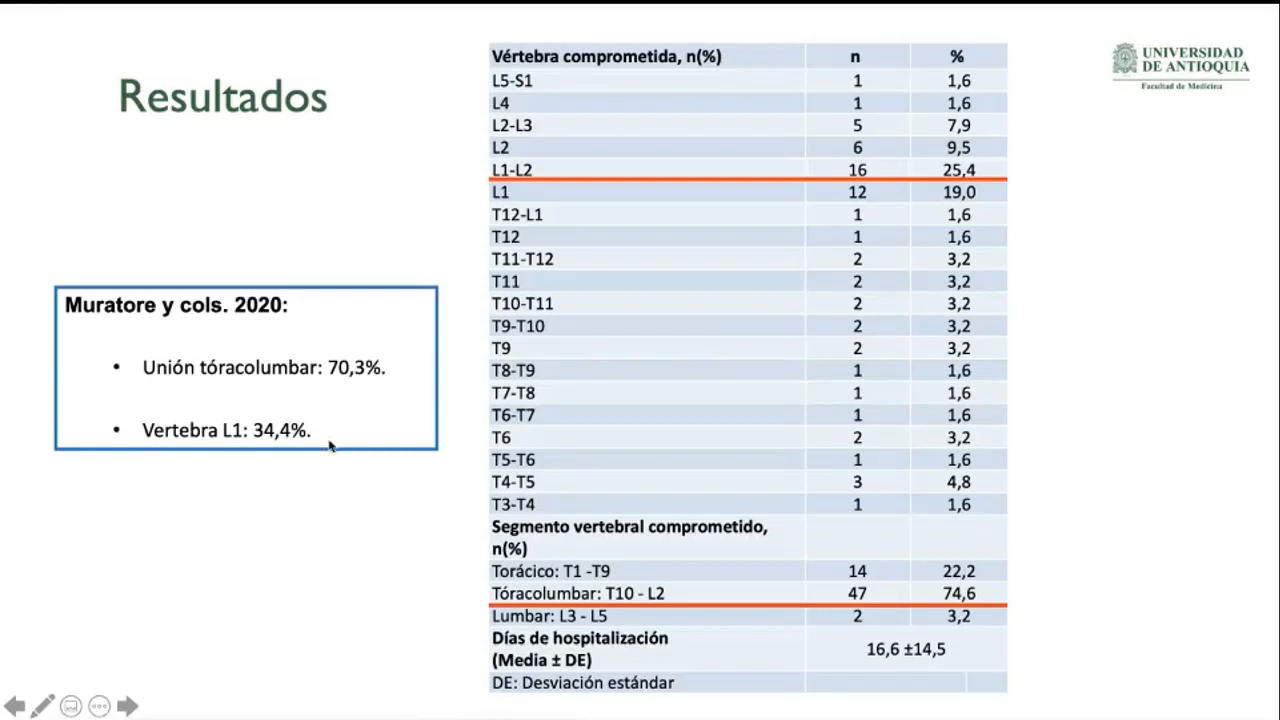 Resultados
UNIVERSIDAD
DE ANTIOQUIA
Facultad de Medicina
Muratore y cols. 2020:
• Unión tóracolumbar: 70,3%.
• Vertebra L1: 34,4%.
Vértebra comprometida, n(%) n %
L5-S1 1 1,6
L4 1 1,6
L2-L3 5 7,9
L2 6 9,5
L1-L2 16 25,4
L1 12 19,0
T12-L1 1 1,6
T12 1 1,6
T11-T12 2 3,2
T11 2 3,2
T10-T11 2 3,2
T9-T10 2 3,2
T9 2 3,2
T8-T9 1 1,6
T7-T8 1 1,6
T6-T7 1 1,6
T6 2 3,2
T5-T6 1 1,6
T4-T5 3 4,8
T3-T4 1 1,6
Segmento vertebral comprometido,
n(%)
Torácico: T1 -T9 14 22,2
Tóracolumbar: T10 - L2 47 74,6
Lumbar: L3 - L5 2 3,2
Días de hospitalización
(Media ± DE) 16,6 ±14,5
DE: Desviación estándar